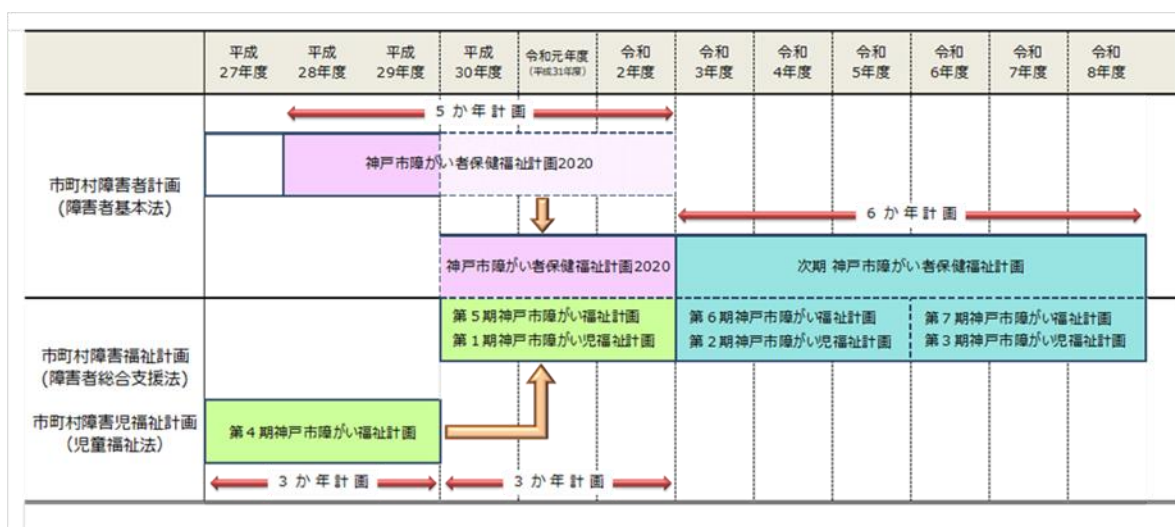 平成
27年度
平成
28年度
平成
29年度
平成
30年度
令和元年度
(平成31年度)
令和
2年度
令和
3年度
令和
4年度
令和
5年度
令和
6年度
令和
7年度
令和
8年度
5か年計画
神戸市障がい者保健福祉計画2020
市町村障害者計画
(障害者基本法)
6か年計画
神戸市障がい者保健福祉計画2020
次期 神戸市障がい者保健福祉計画
第5期神戸市障がい福祉計画
第1期神戸市障がい児福祉計画
第6期神戸市障がい福祉計画
第2期神戸市障がい児福祉計画
第7期神戸市障がい福祉計画
第3期神戸市障がい児福祉計画
市町村障害福祉計画
(障害者総合支援法)
市町村障害児福祉計画
(児童福祉法)
第4期神戸市障がい福祉計画
3か年計画
3か年計画